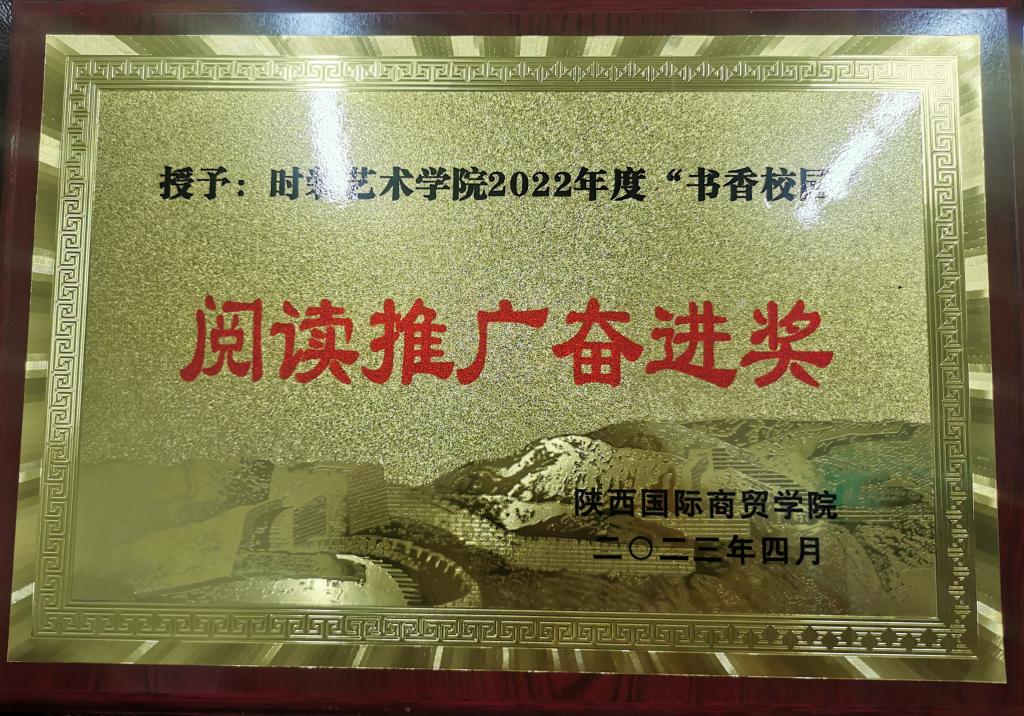 授予：时装艺术学院2022年度“书香校园
阅读推广奋进奖
陕西国际商贸学院
二〇二三年四月